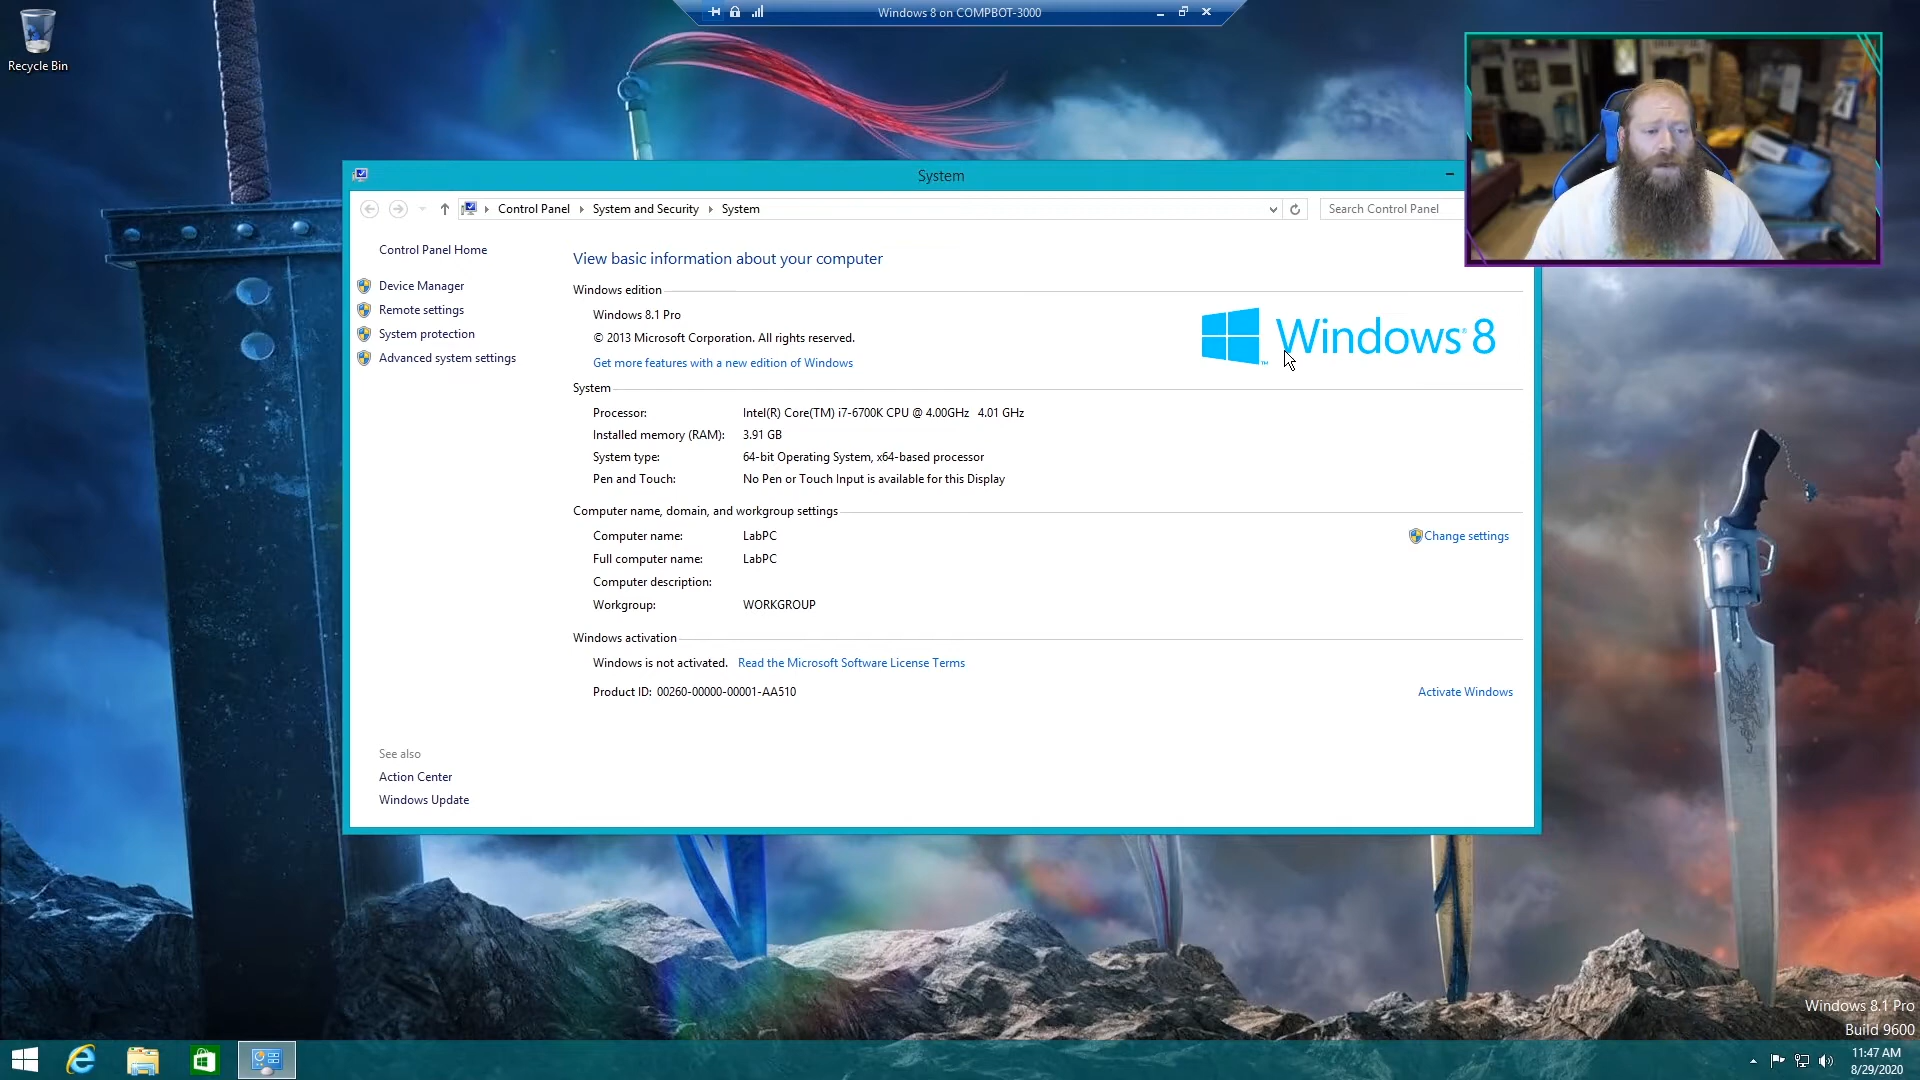 Windows 8 on COMPBOT-3000
Recycle Bin
System
Control Panel System and Security System
Search Control Panel
Control Panel Home
Device Manager
Remote settings
System protection
Advanced system settings
View basic information about your computer
Windows edition
Windows 8.1 Pro
© 2013 Microsoft Corporation. All rights reserved.
Get more features with a new edition of Windows
Windows® 8
System
Processor: Intel(R) Core(TM) i7-6700K CPU @ 4.00GHz 4.01 GHz
Installed memory (RAM): 3.91 GB
System type: 64-bit Operating System, x64-based processor
Pen and Touch: No Pen or Touch Input is available for this Display
Computer name, domain, and workgroup settings
Computer name: LabPC
Change settings
Full computer name: LabPC
Computer description:
Workgroup: WORKGROUP
Windows activation
Windows is not activated. Read the Microsoft Software License Terms
Product ID: 00260-00000-00001-AA510
Activate Windows
See also
Action Center
Windows Update
Windows 8.1 Pro
Build 9600
11:47 AM
8/29/2020